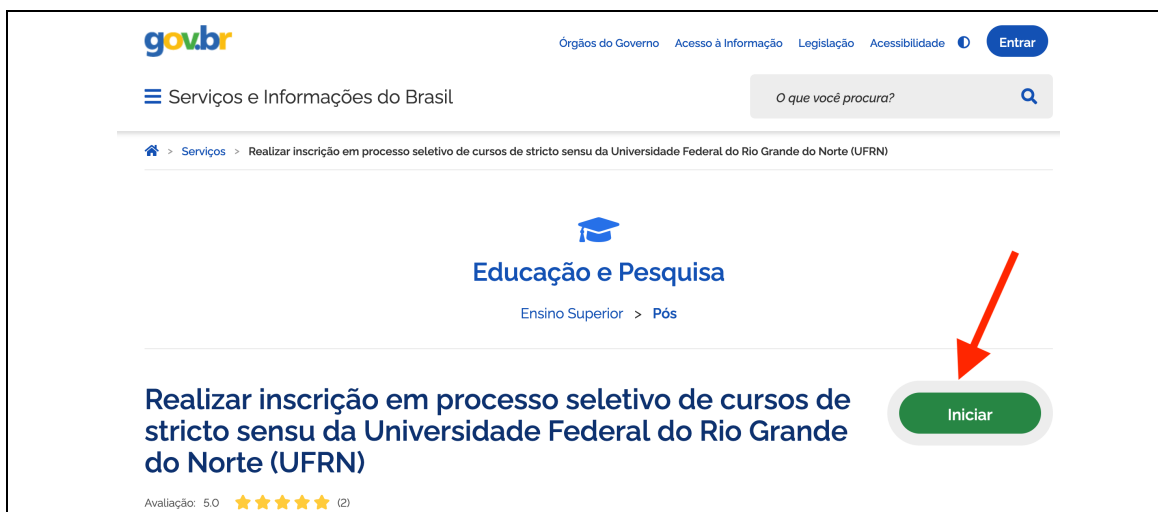 gov.br
Órgãos do Governo Acesso à Informação Legislação Acessibilidade Entrar
Serviços e Informações do Brasil
O que você procura?
> Serviços > Realizar inscrição em processo seletivo de cursos de stricto sensu da Universidade Federal do Rio Grande do Norte (UFRN)
Educação e Pesquisa
Ensino Superior > Pós
Realizar inscrição em processo seletivo de cursos de
stricto sensu da Universidade Federal do Rio Grande
do Norte (UFRN)
Iniciar
Avaliação: 5.0 (2)